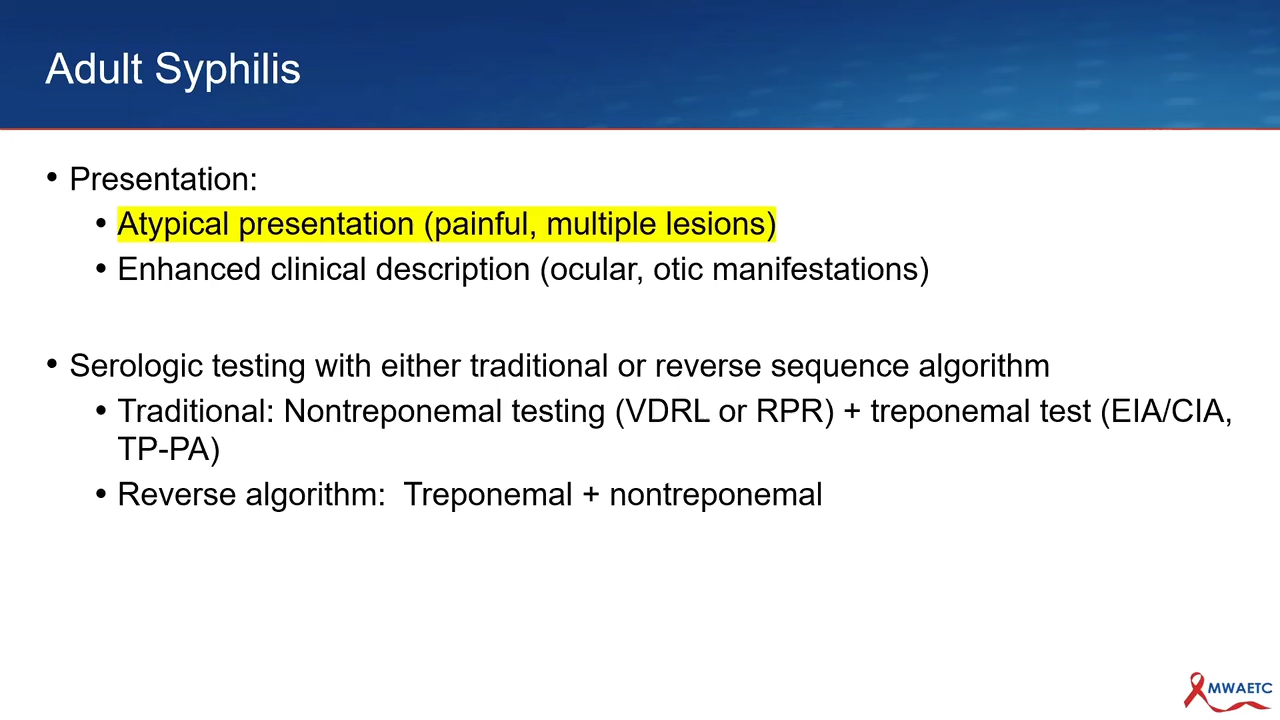 Adult Syphilis
• Presentation:
• Atypical presentation (painful, multiple lesions)
• Enhanced clinical description (ocular, otic manifestations)
• Serologic testing with either traditional or reverse sequence algorithm
• Traditional: Nontreponemal testing (VDRL or RPR) + treponemal test (EIA/CIA,
TP-PA)
• Reverse algorithm:  Treponemal + nontreponemal
MWAETC